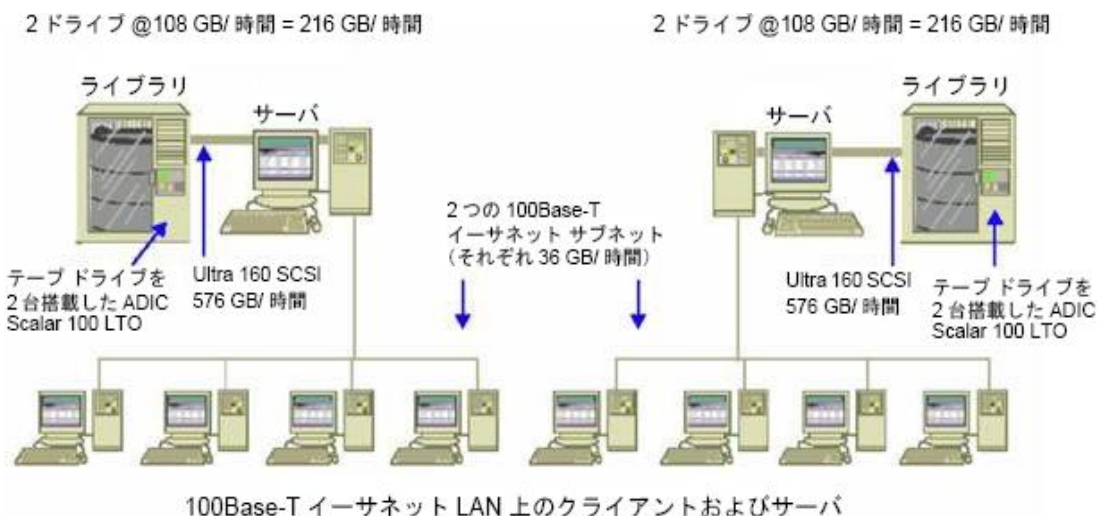 2 ドライブ @108 GB/ 時間 = 216 GB/ 時間
2 ドライブ @108 GB/ 時間 = 216 GB/ 時間
ライブラリ
サーバ
サーバ
ライブラリ
2 つの 100Base-T
イーサネット サブネット
(それぞれ 36 GB/ 時間)
テープ ドライブを
2 台搭載した ADIC
Scalar 100 LTO
Ultra 160 SCSI
576 GB/ 時間
Ultra 160 SCSI
576 GB/ 時間
テープ ドライブを
2 台搭載した ADIC
Scalar 100 LTO
100Base-T イーサネット LAN 上のクライアントおよびサーバ